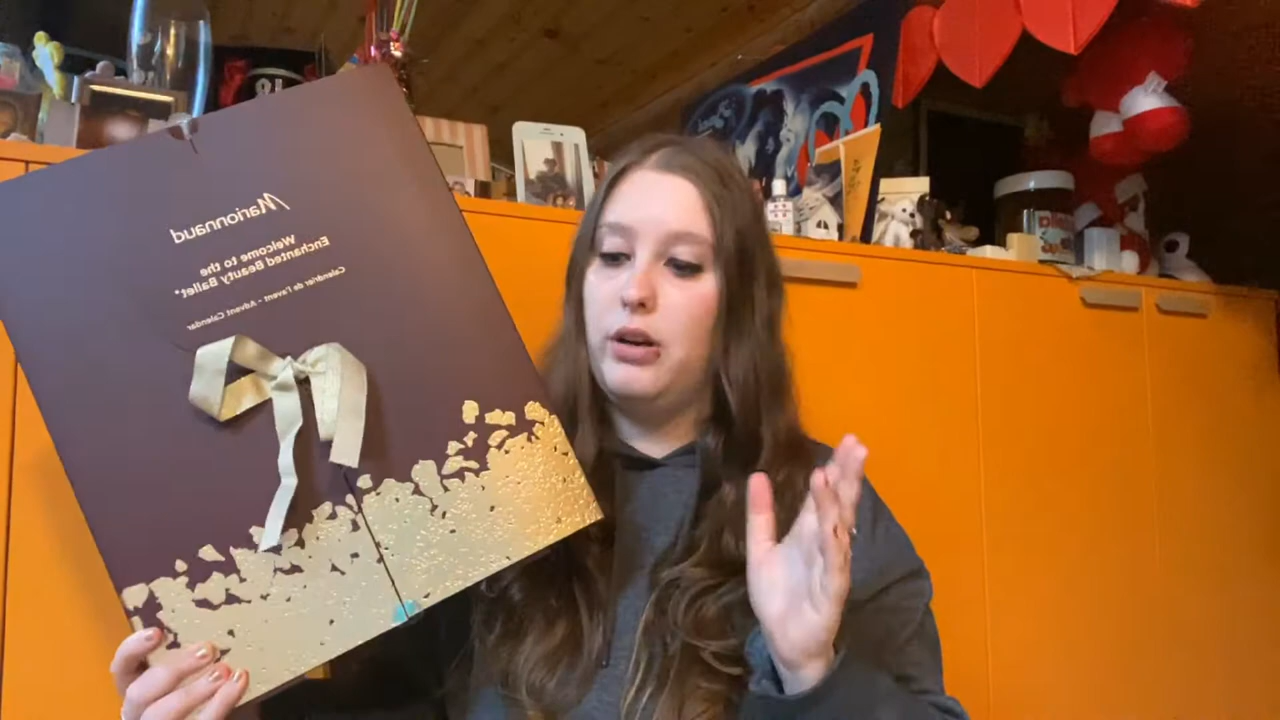 Marionnaud
Welcome to the
Enchanted Beauty Ballet*
Calendrier de l'avent - Advent Calendar